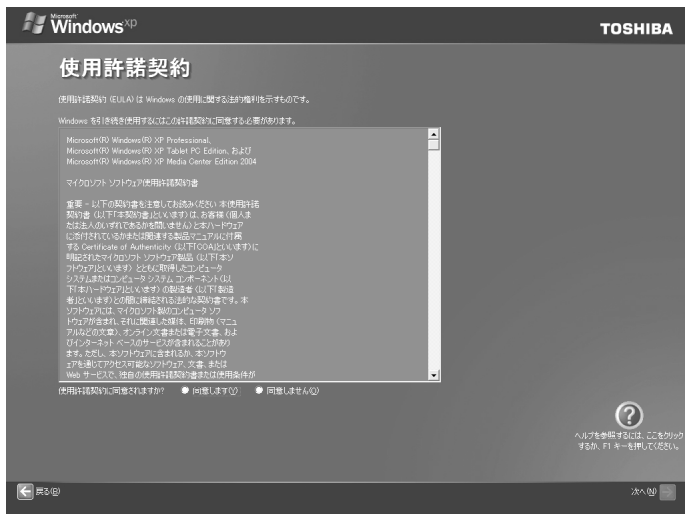 Microsoft
Windows xp
TOSHIBA
使用許諾契約
使用許諾契約 (EULA) は Windows の使用に関する法的権利を示すものです。
Windows を引き続き使用するにはこの許諾契約に同意する必要があります。
Microsoft(R) Windows(R) XP Professional,
Microsoft(R) Windows(R) XP Tablet PC Edition, および
Microsoft(R) Windows(R) XP Media Center Edition 2004
マイクロソフト ソフトウェア使用許諾契約書
重要 - 以下の契約書を注意してお読みください 本使用許諾
契約書 (以下「本契約書」といいます) は、お客様 (個人ま
たは法人のいずれであるかを問いません) と本ハードウェア
に添付されているかまたは関連する製品マニュアルに付属
する Certificate of Authenticity (以下「COA」といいます) に
明記されたマイクロソフト ソフトウェア製品 (以下「本ソ
フトウェア」といいます) とともに取得したコンピュータ
システムまたはコンピュータ システム コンポーネント (以
下「本ハードウェア」といいます) の製造者 (以下「製造
者」といいます) との間に締結される法的な契約書です。本
ソフトウェアには、マイクロソフト製のコンピュータ ソフ
トウェアが含まれ、それに関連した媒体、印刷物 (マニュ
アルなどの文章)、オンライン文書または電子文書、およ
びインターネット ベースのサービスが含まれることがあり
ます。ただし、本ソフトウェアに含まれるか、本ソフトウ
ェアを通じてアクセス可能なソフトウェア、文書、または
Web サービスで、独自の使用許諾契約書または使用条件が
使用許諾契約に同意されますか?
同意します(Y)
同意しません(O)
ヘルプを参照するには、ここをクリック
するか、F1 キーを押してください。
戻る(B)
次へ(N)